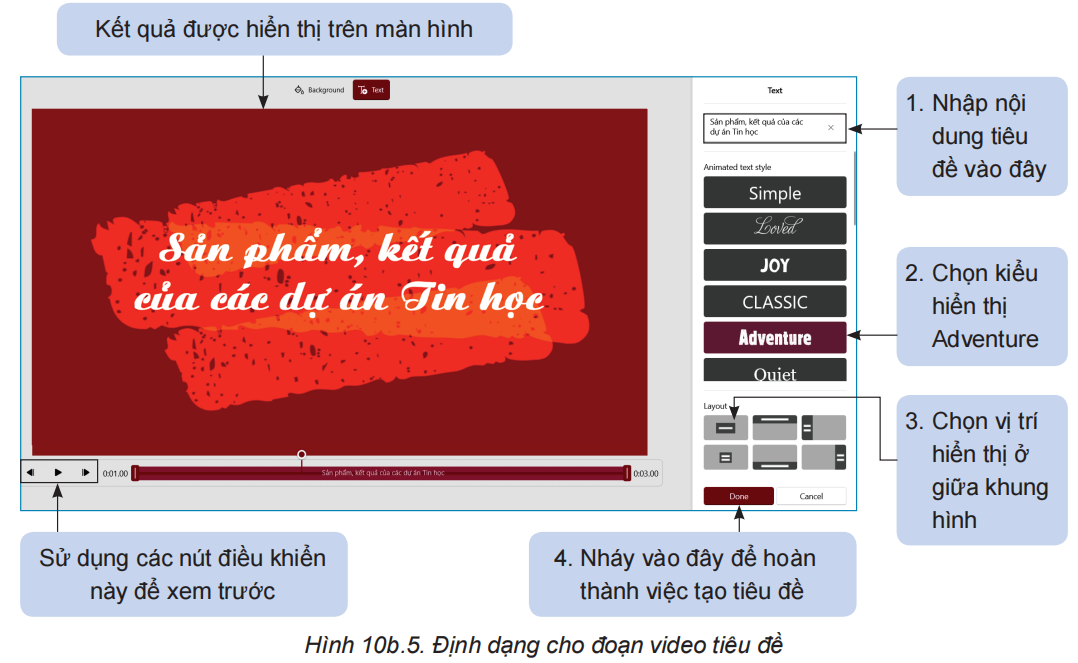 Kết quả được hiển thị trên màn hình
Background
Text
Sản phẩm, kết quả
của các dự án Tin học
0:01.00
Sản phẩm, kết quả của các dự án Tin học
0:03.00
Text
Sản phẩm, kết quả của các
dự án Tin học
Animated text style
Simple
Loved
JOY
CLASSIC
Adventure
Quiet
Layout
Done
Cancel
1. Nhập nội
dung tiêu
đề vào đây
2. Chọn kiểu
hiển thị
Adventure
3. Chọn vị trí
hiển thị ở
giữa khung
hình
Sử dụng các nút điều khiển
này để xem trước
4. Nháy vào đây để hoàn
thành việc tạo tiêu đề
Hình 10b.5. Định dạng cho đoạn video tiêu đề